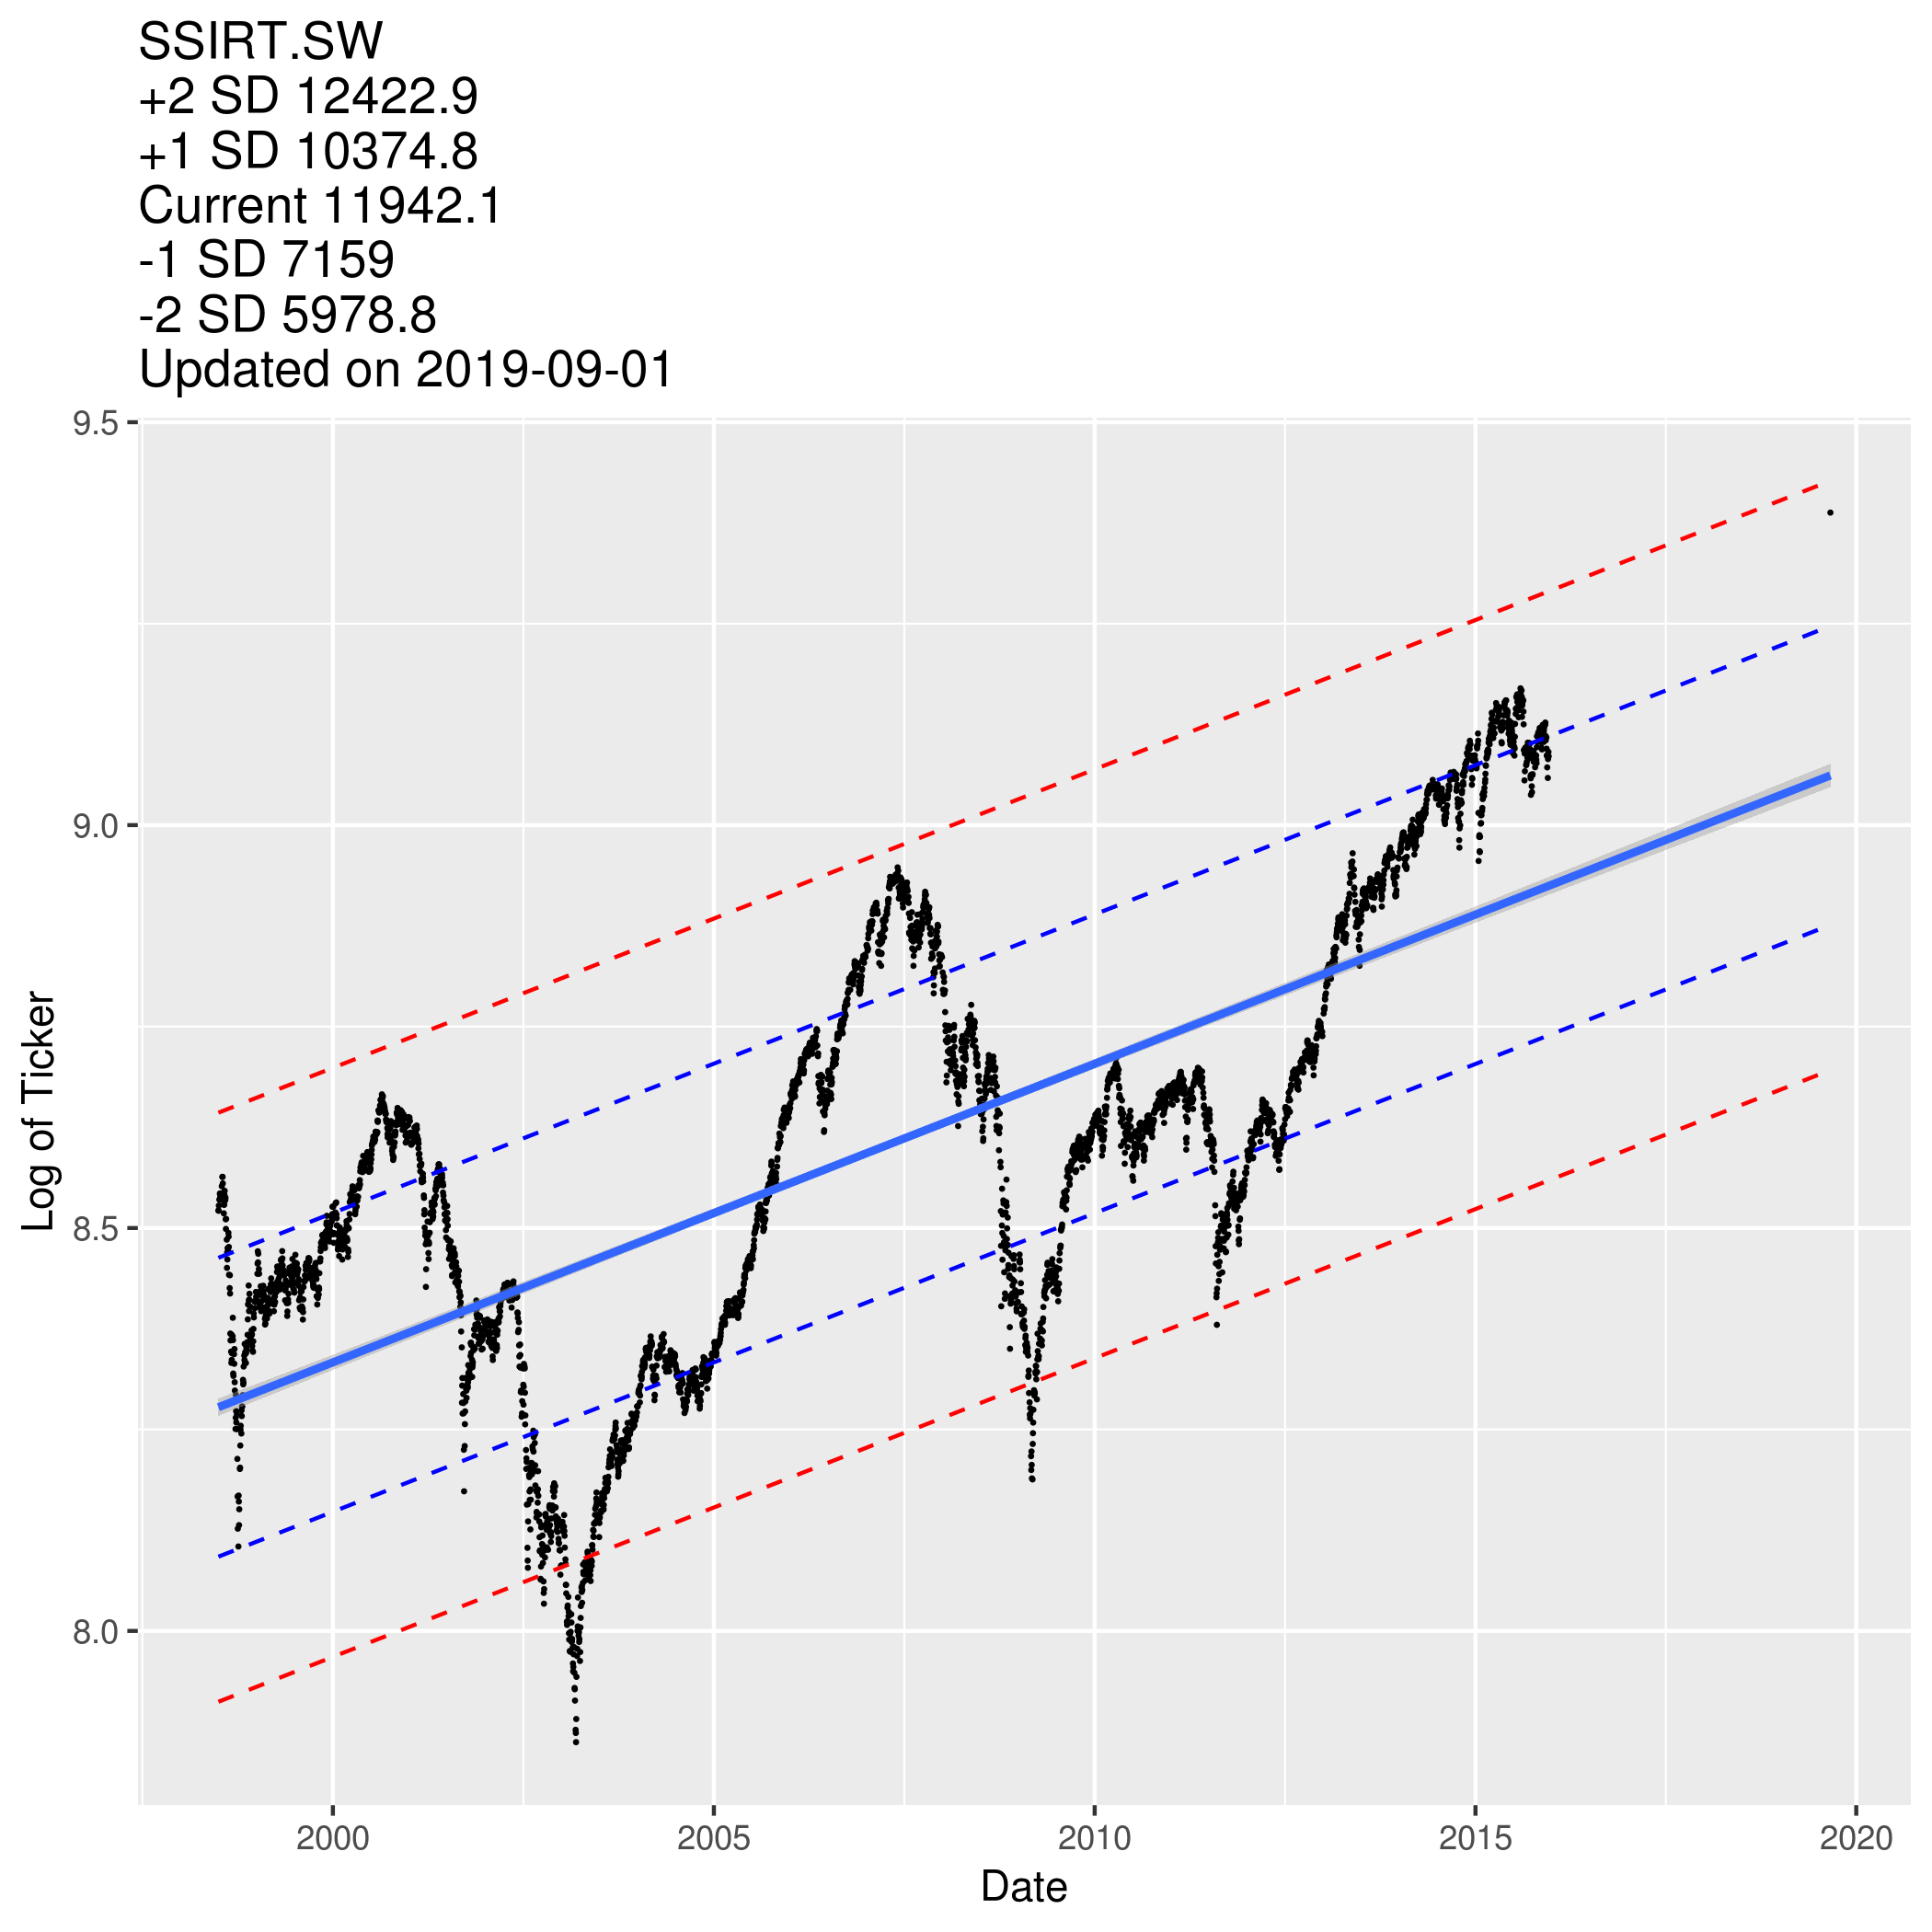 SSIRT.SW
+2 SD 12422.9
+1 SD 10374.8
Current 11942.1
-1 SD 7159
-2 SD 5978.8
Updated on 2019-09-01
9.5
9.0
8.5
8.0
Log of Ticker
2000 2005 2010 2015 2020
Date